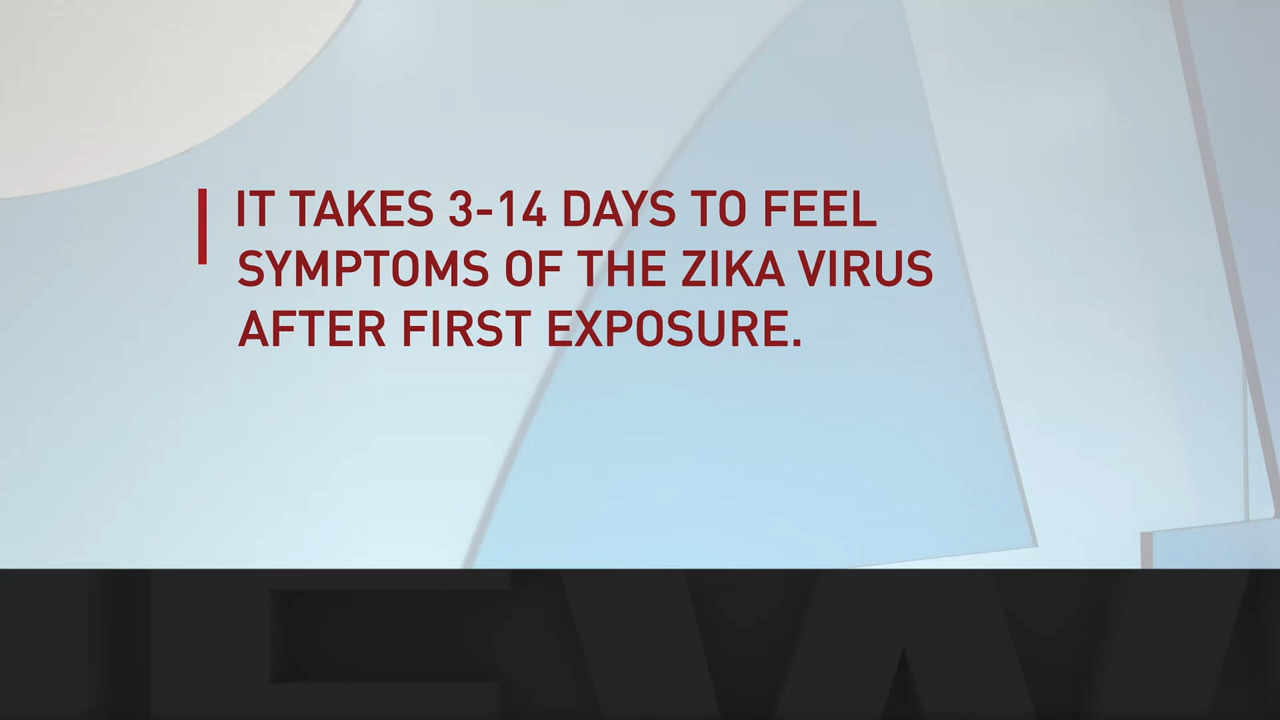 IT TAKES 3-14 DAYS TO FEEL
SYMPTOMS OF THE ZIKA VIRUS
AFTER FIRST EXPOSURE.